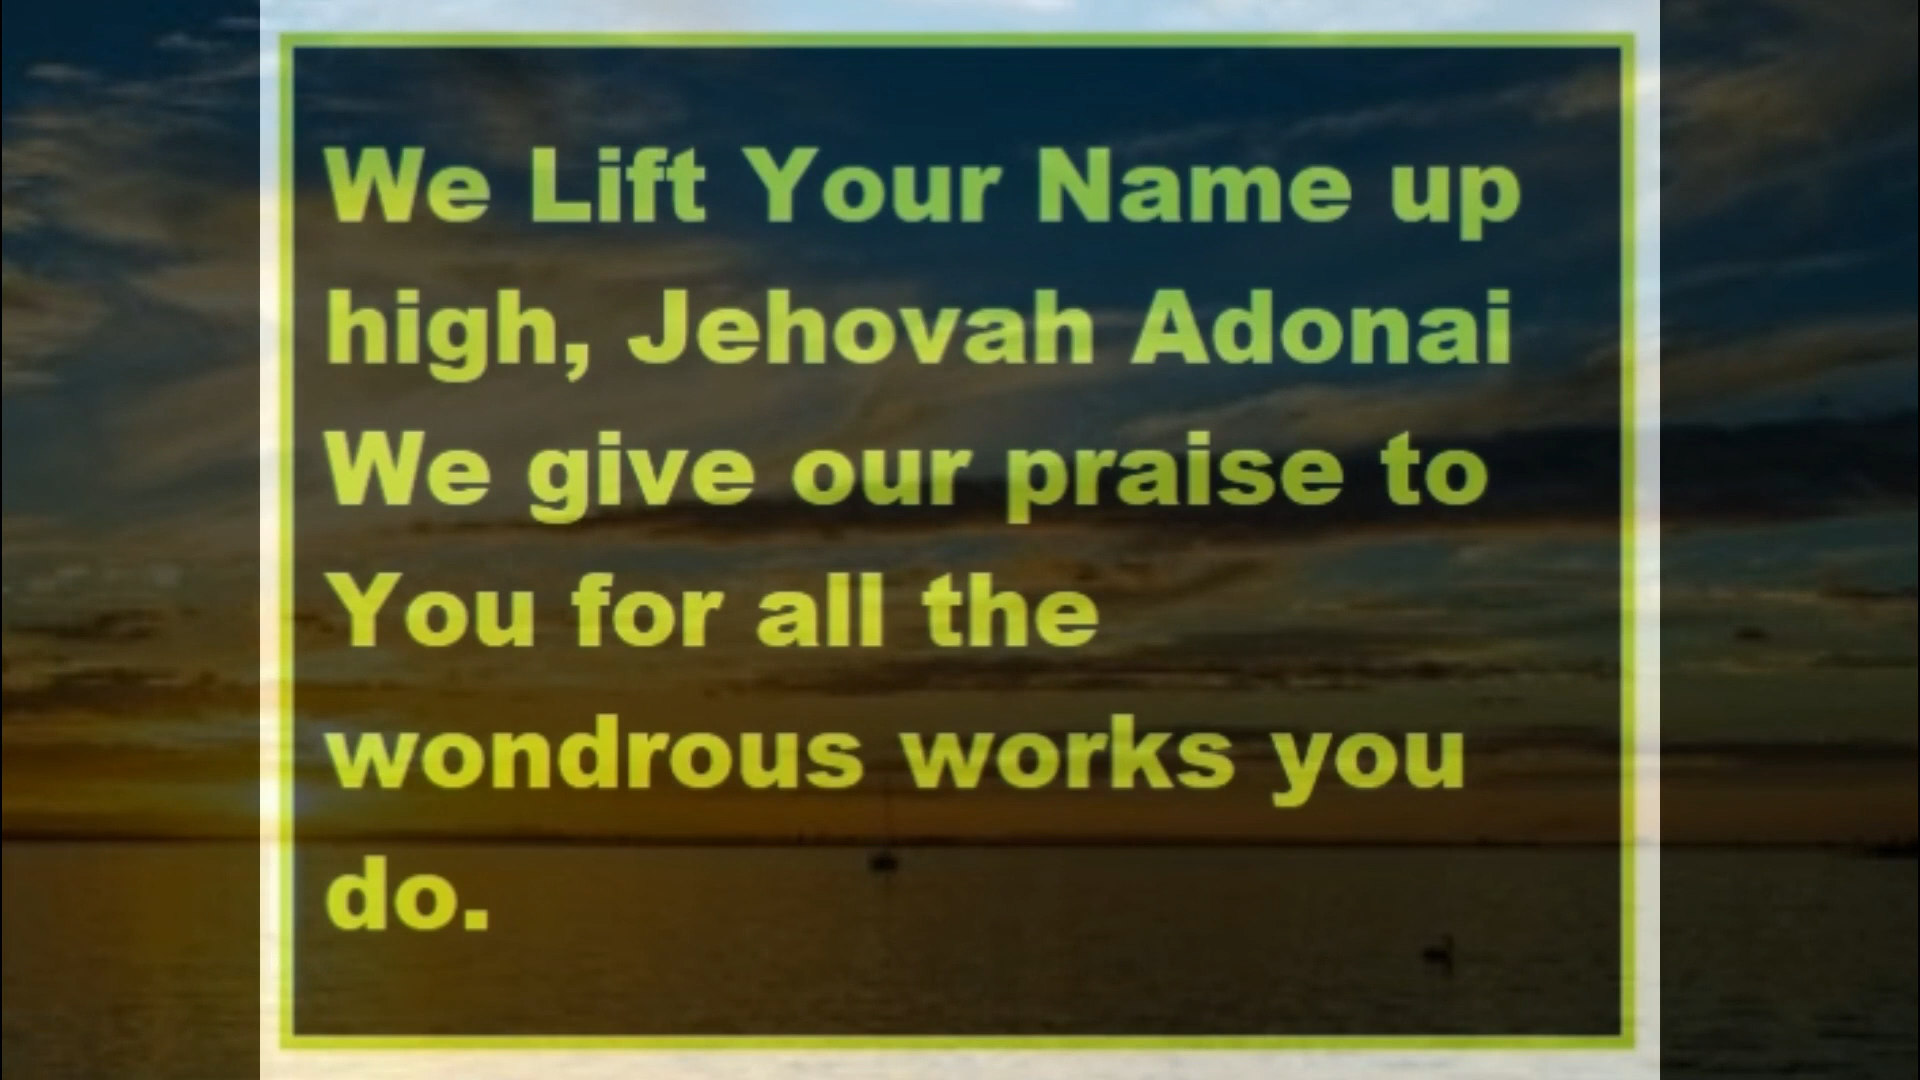 We Lift Your Name up
high, Jehovah Adonai
We give our praise to
You for all the
wondrous works you
do.